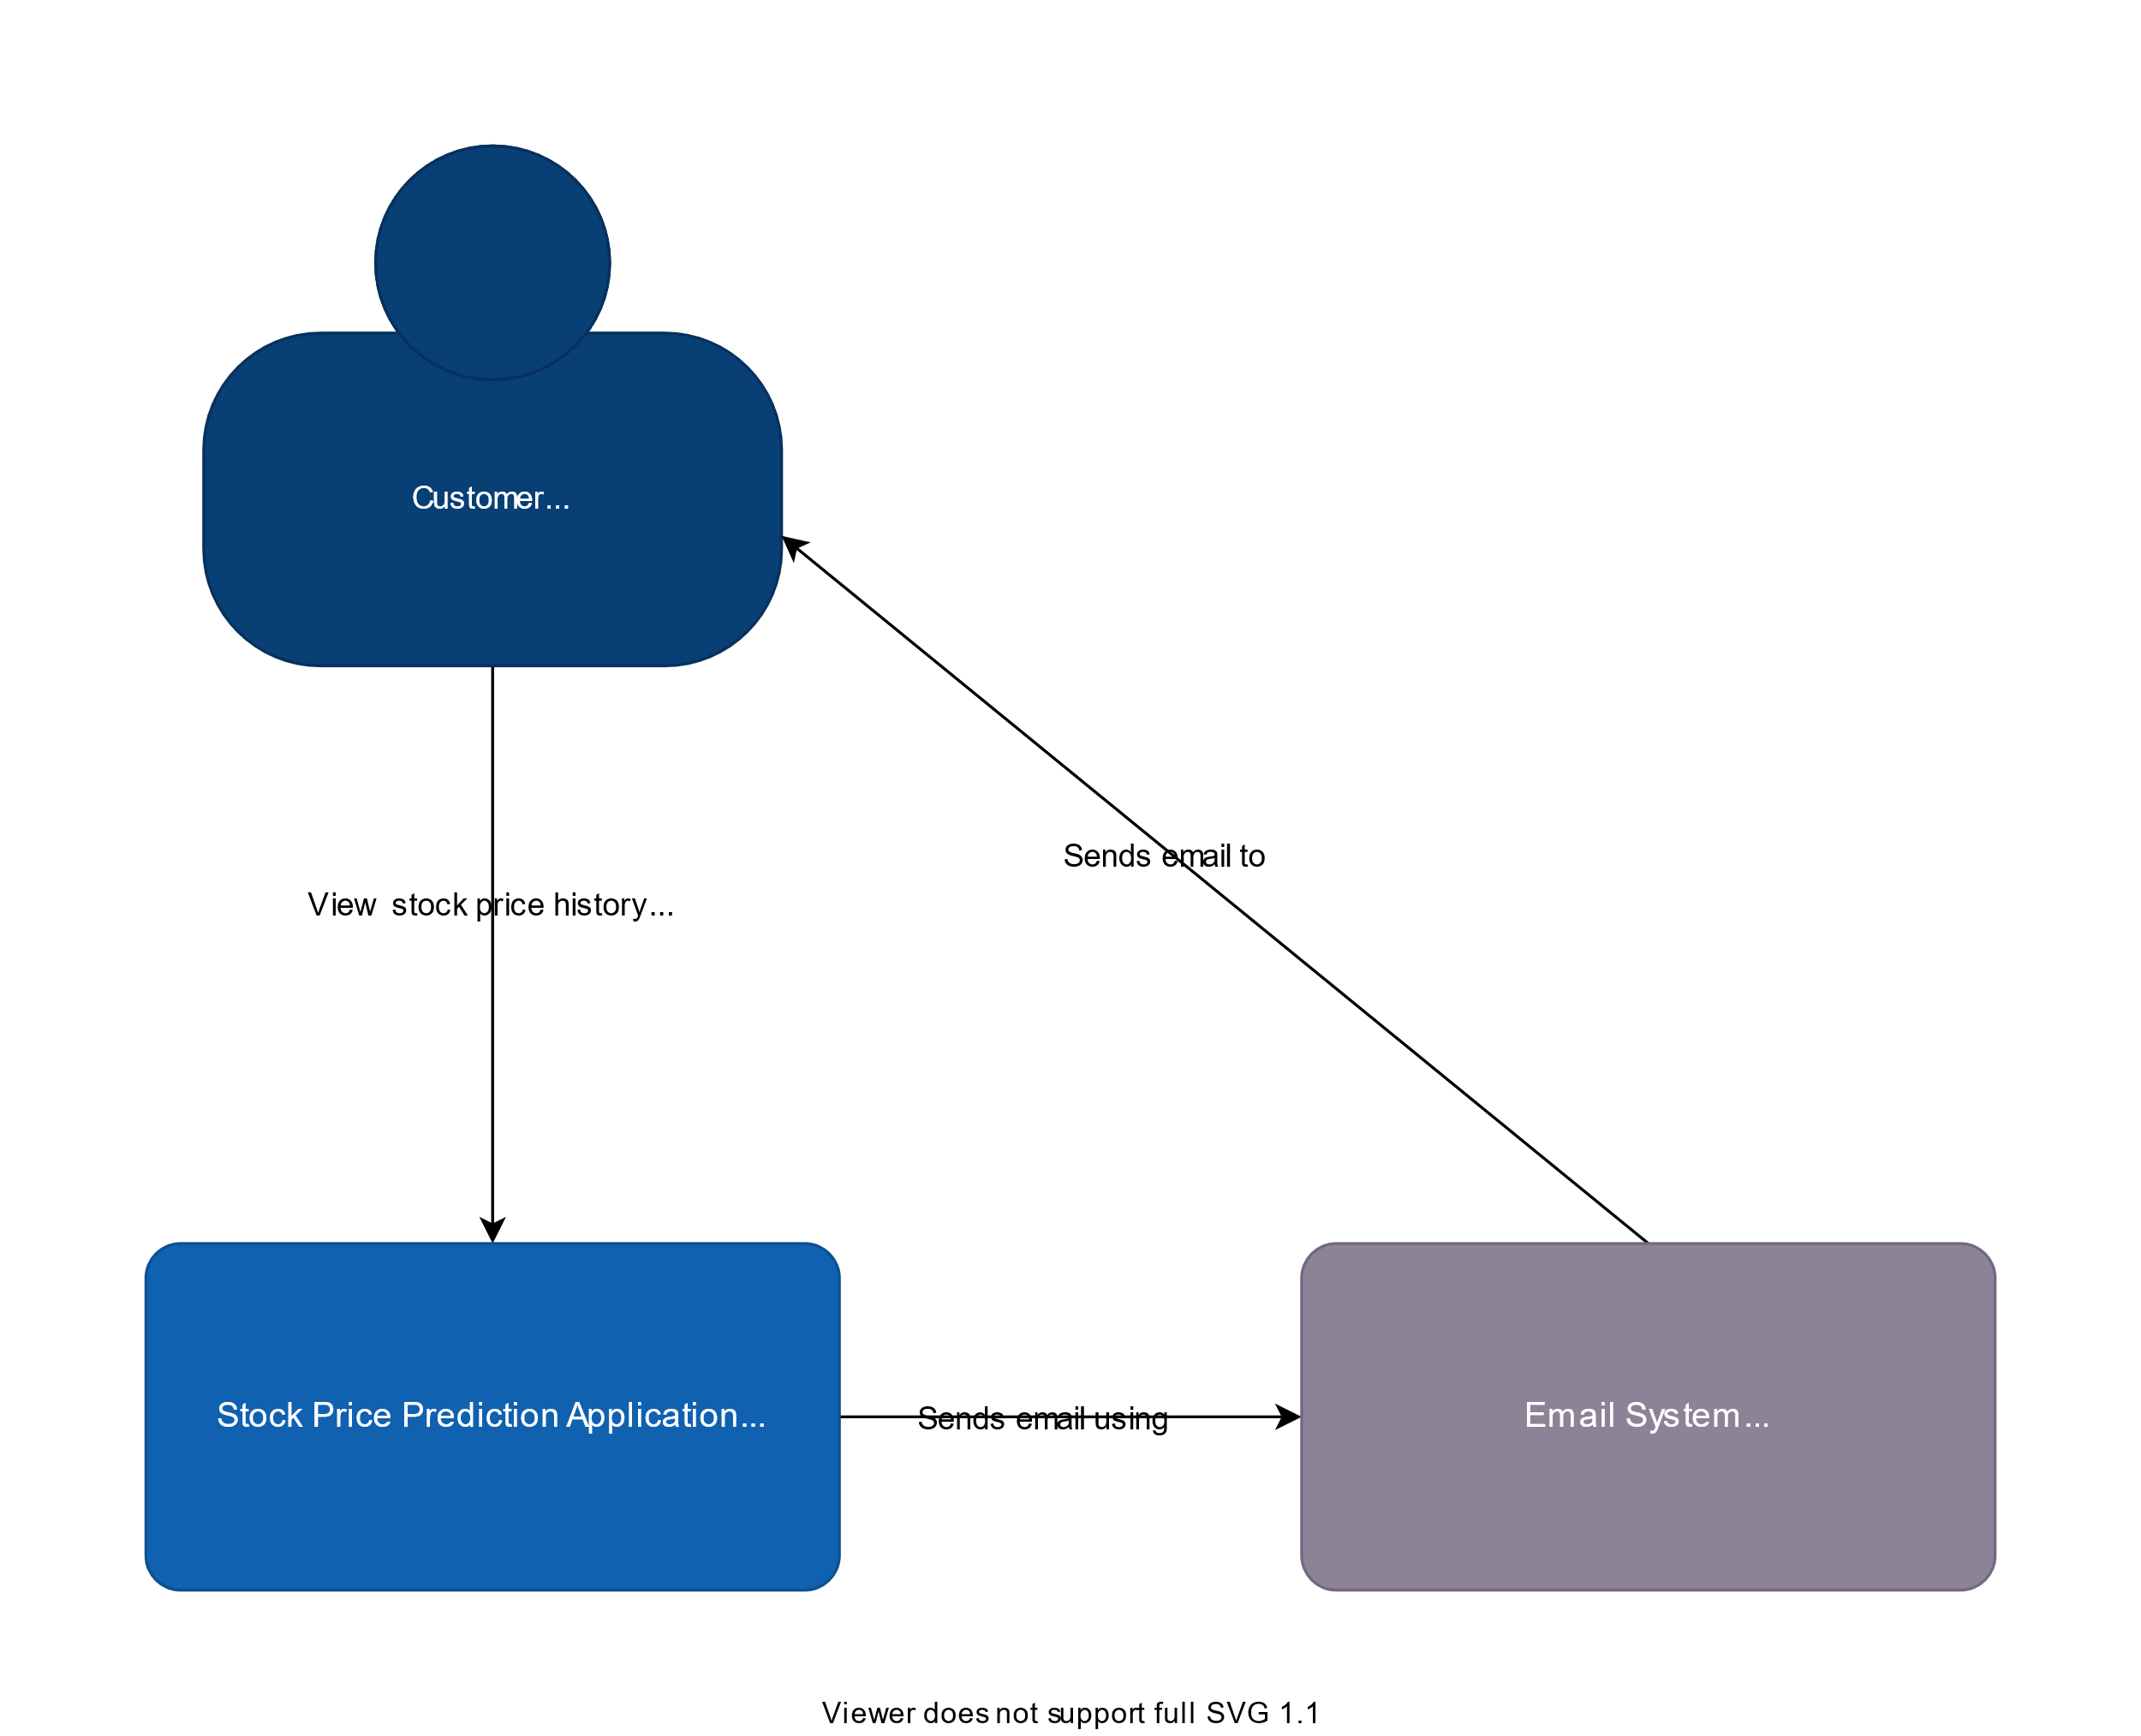 Customer...
Sends email to
View stock price history...
Stock Price Prediction Application...
Sends email using
Email System...
Viewer does not support full SVG 1.1